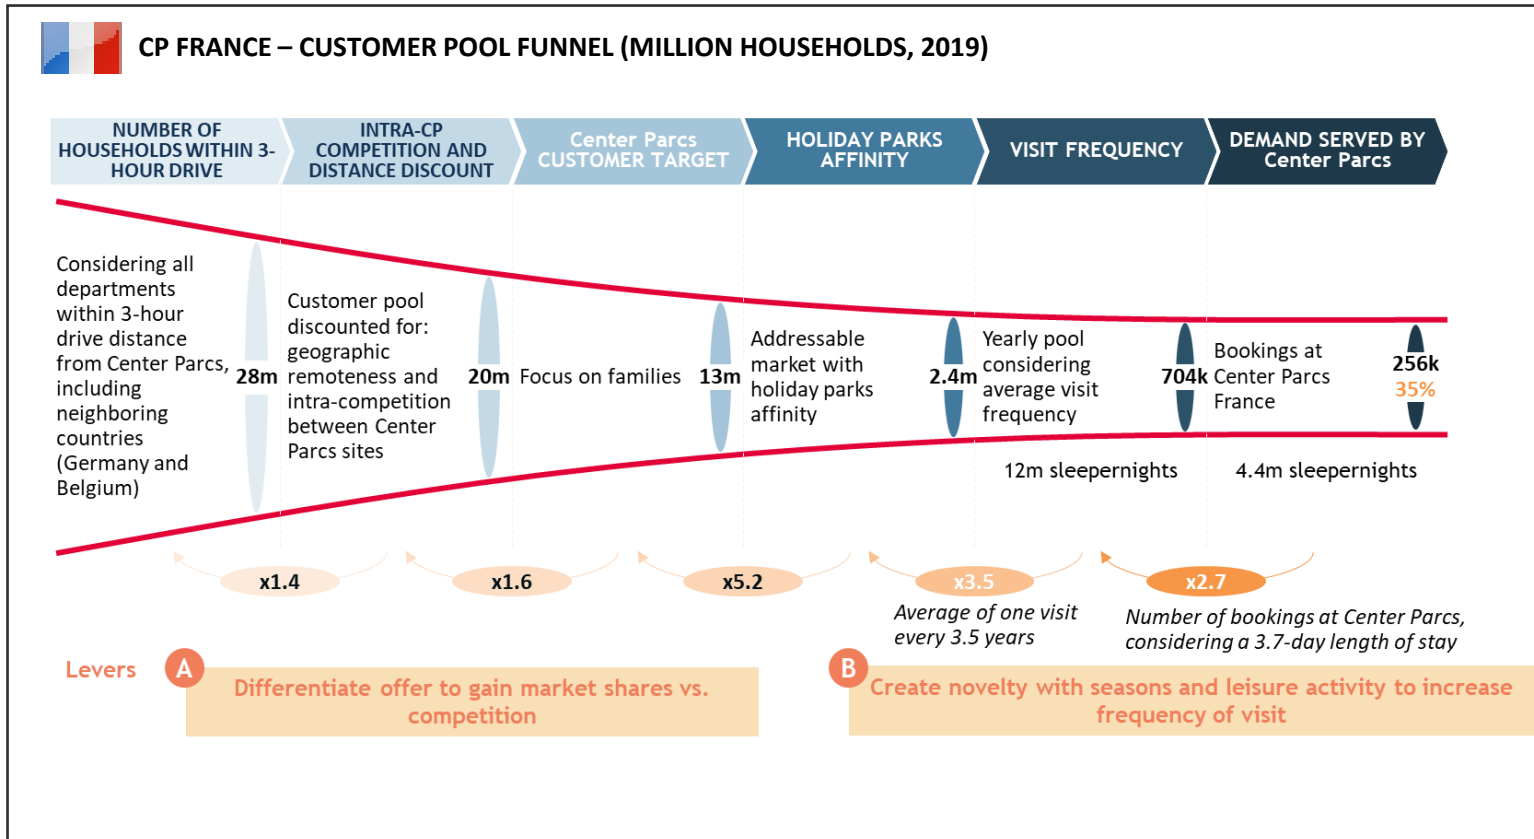 CP FRANCE – CUSTOMER POOL FUNNEL (MILLION HOUSEHOLDS, 2019)
NUMBER OF
HOUSEHOLDS WITHIN 3-
HOUR DRIVE
INTRA-CP
COMPETITION AND
DISTANCE DISCOUNT
Center Parcs
CUSTOMER TARGET
HOLIDAY PARKS
AFFINITY
VISIT FREQUENCY
DEMAND SERVED BY
Center Parcs
Considering all
departments
within 3-hour
drive distance
from Center Parcs,
including
neighboring
countries
(Germany and
Belgium)
28m
Customer pool
discounted for:
geographic
remoteness and
intra-competition
between Center
Parcs sites
20m
Focus on families
13m
Addressable
market with
holiday parks
affinity
2.4m
Yearly pool
considering
average visit
frequency
704k
Bookings at
Center Parcs
France
256k
35%
12m sleepernights
4.4m sleepernights
x1.4
x1.6
x5.2
x3.5
x2.7
Average of one visit
every 3.5 years
Number of bookings at Center Parcs,
considering a 3.7-day length of stay
Levers
A
Differentiate offer to gain market shares vs.
competition
B
Create novelty with seasons and leisure activity to increase
frequency of visit